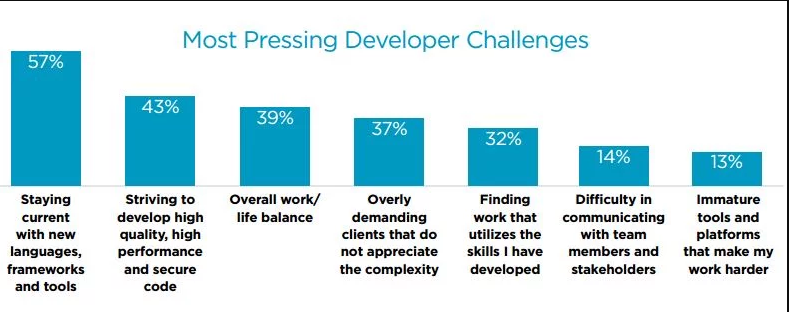 Most Pressing Developer Challenges
57%
43%
39%
37%
32%
14%
13%
Staying
current
with new
languages,
frameworks
and tools
Striving to
develop high
quality, high
performance
and secure
code
Overall work/
life balance
Overly
demanding
clients that do
not appreciate
the complexity
Finding
work that
utilizes the
skills I have
developed
Difficulty in
communicating
with team
members and
stakeholders
Immature
tools and
platforms
that make my
work harder